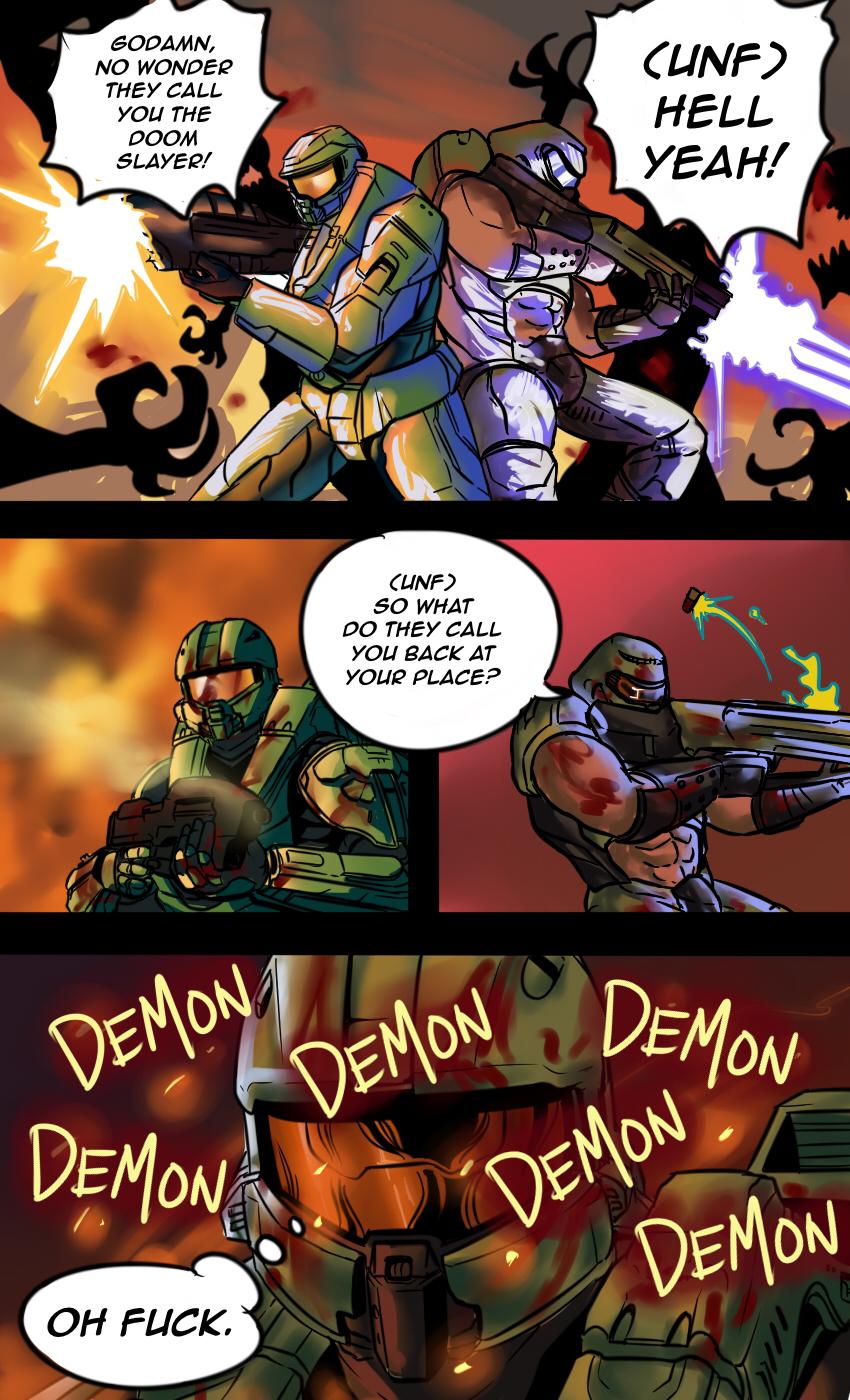 GODAMN,
NO WONDER
THEY CALL
YOU THE
DOOM
SLAYER!
(UNF)
HELL
YEAH!
(UNF)
SO WHAT
DO THEY CALL
YOU BACK AT
YOUR PLACE?
DEMON
DEMON
DEMON
DEMON
DEMON
DEMON
OH FUCK.